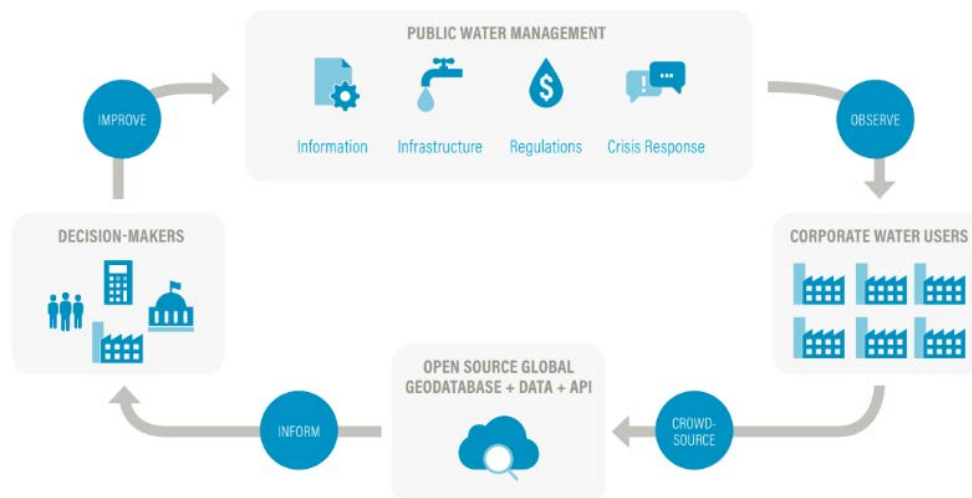 PUBLIC WATER MANAGEMENT
$
!
...
Information
Infrastructure
Regulations
Crisis Response
IMPROVE
OBSERVE
DECISION-MAKERS
CORPORATE WATER USERS
OPEN SOURCE GLOBAL
GEODATABASE + DATA + API
INFORM
CROWD-
SOURCE